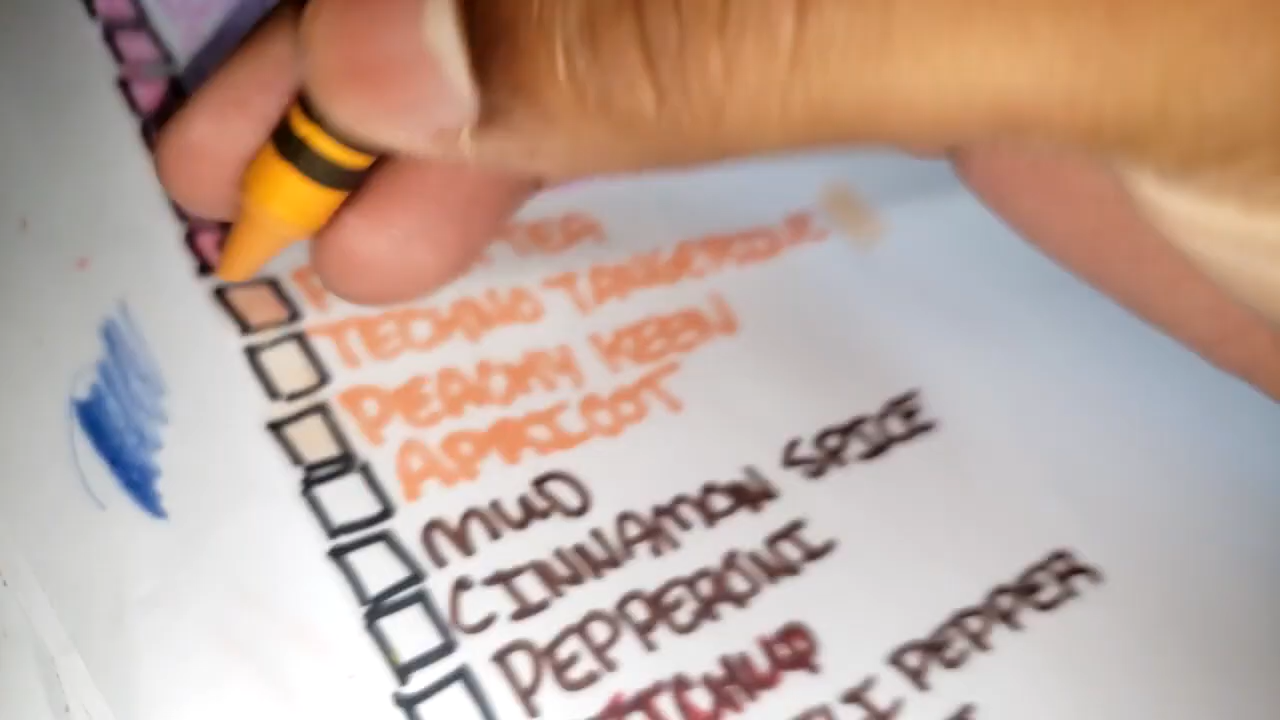 TECHNO TANGERINE
PEACHY KEEN
APRICOT
MUD
CINNAMON SPICE
PEPPERONI
PEPPER